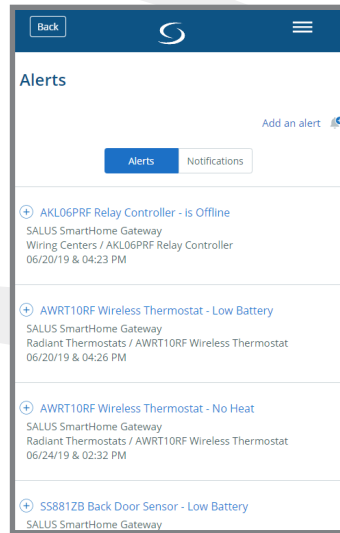 Back
Alerts
Add an alert
Alerts Notifications
AKL06PRF Relay Controller - is Offline
SALUS SmartHome Gateway
Wiring Centers / AKL06PRF Relay Controller
06/20/19 & 04:23 PM
AWRT10RF Wireless Thermostat - Low Battery
SALUS SmartHome Gateway
Radiant Thermostats / AWRT10RF Wireless Thermostat
06/20/19 & 04:26 PM
AWRT10RF Wireless Thermostat - No Heat
SALUS SmartHome Gateway
Radiant Thermostats / AWRT10RF Wireless Thermostat
06/24/19 & 02:32 PM
SS881ZB Back Door Sensor - Low Battery
SALUS SmartHome Gateway